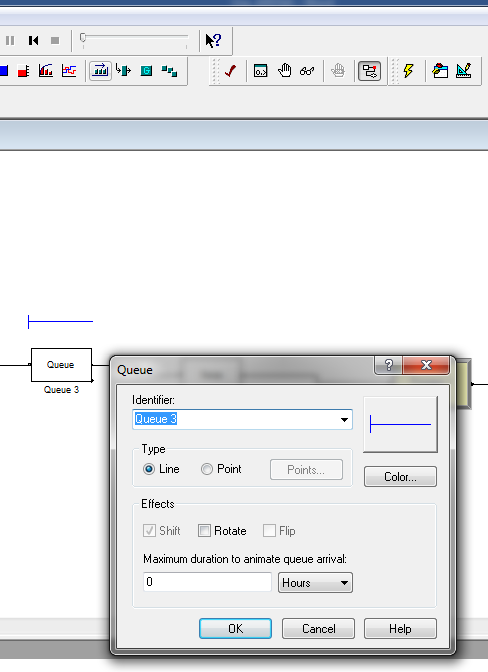 Queue
Queue 3
Queue
Identifier:
Queue 3
Type
Line
Point
Points...
Color...
Effects
Shift
Rotate
Flip
Maximum duration to animate queue arrival:
0
Hours
OK
Cancel
Help